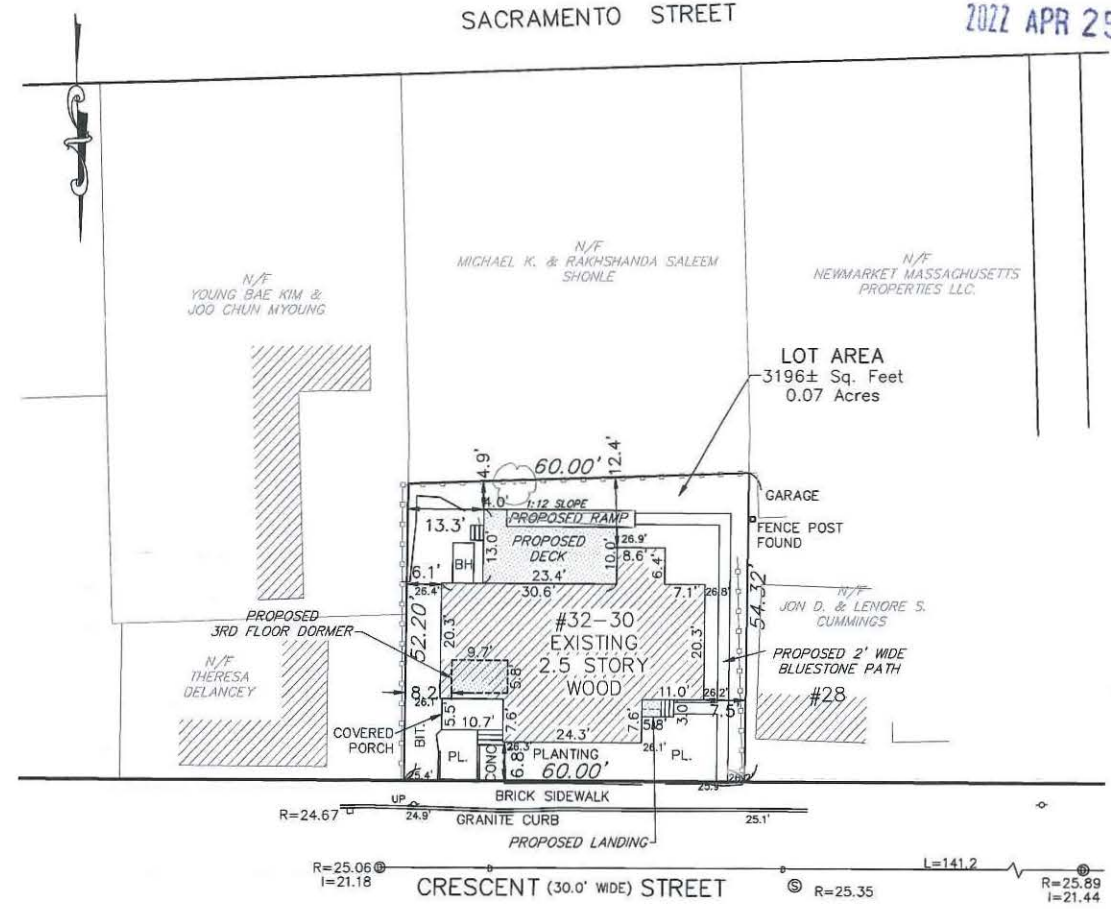 SACRAMENTO STREET
2022 APR 25
N/F
MICHAEL K. & RAKHSHANDA SALEEM
SHONLE
N/F
NEWMARKET MASSACHUSETTS
PROPERTIES LLC.
N/F
YOUNG BAE KIM &
JOO CHUN MYOUNG
LOT AREA
3196± Sq. Feet
0.07 Acres
4.9'
60.00'
12.4'
GARAGE
4.0'
1:12 SLOPE
PROPOSED RAMP
13.3'
FENCE POST
FOUND
13.0'
PROPOSED
DECK
10.0'
26.9'
8.6'
6.4'
BH
6.1'
26.4'
23.4'
30.6'
7.1'
26.8'
54.32'
N/F
JON D. & LENORE S.
CUMMINGS
PROPOSED
3RD FLOOR DORMER
52.20'
20.3'
#32-30
EXISTING
2.5 STORY
WOOD
20.3'
9.7'
5.8'
PROPOSED 2' WIDE
BLUESTONE PATH
N/F
THERESA
DELANCEY
8.2'
26.1'
11.0'
26.2'
7.5'
#28
COVERED
PORCH
BIT.
5.5'
10.7'
7.6'
7.6'
5.8'
3.0'
24.3'
26.1'
PL.
CONC
26.3'
6.8'
PLANTING
PL.
60.00'
25.4'
25.9'
26.2'
BRICK SIDEWALK
UP
R=24.67
24.9'
GRANITE CURB
25.1'
PROPOSED LANDING
R=25.06
I=21.18
L=141.2
CRESCENT (30.0' WIDE) STREET
S
R=25.35
D
R=25.89
I=21.44